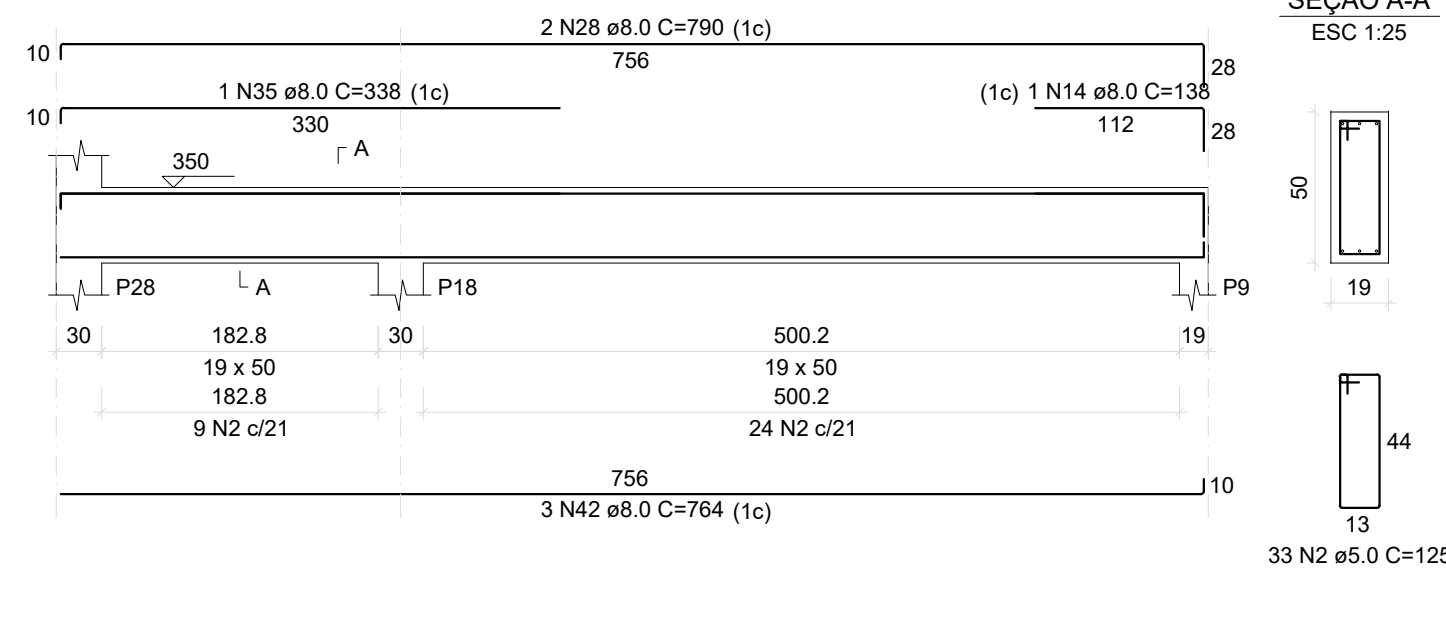 SEÇÃO A-A
ESC 1:25
2 N28 ø8.0 C=790 (1c)
10
756
28
1 N35 ø8.0 C=338 (1c)
(1c) 1 N14 ø8.0 C=138
10
330
112
28
A
350
50
A
P28
P18
P9
19
30
182.8
30
500.2
19
19 x 50
19 x 50
182.8
500.2
9 N2 c/21
24 N2 c/21
44
756
10
3 N42 ø8.0 C=764 (1c)
13
33 N2 ø5.0 C=125